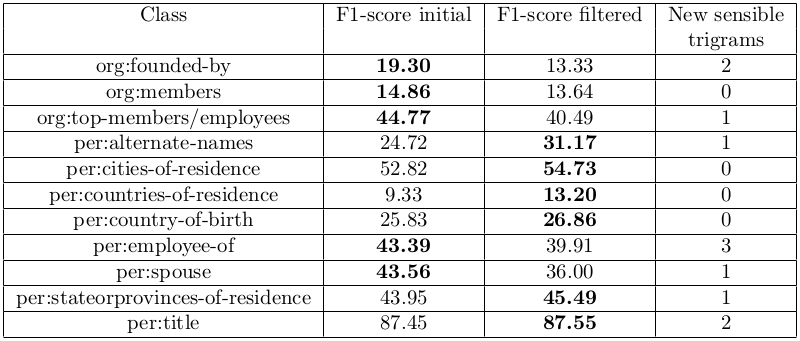 Class F1-score initial F1-score filtered New sensible
trigrams
org:founded-by 19.30 13.33 2
org:members 14.86 13.64 0
org:top-members/employees 44.77 40.49 1
per:alternate-names 24.72 31.17 1
per:cities-of-residence 52.82 54.73 0
per:countries-of-residence 9.33 13.20 0
per:country-of-birth 25.83 26.86 0
per:employee-of 43.39 39.91 3
per:spouse 43.56 36.00 1
per:stateorprovinces-of-residence 43.95 45.49 1
per:title 87.45 87.55 2